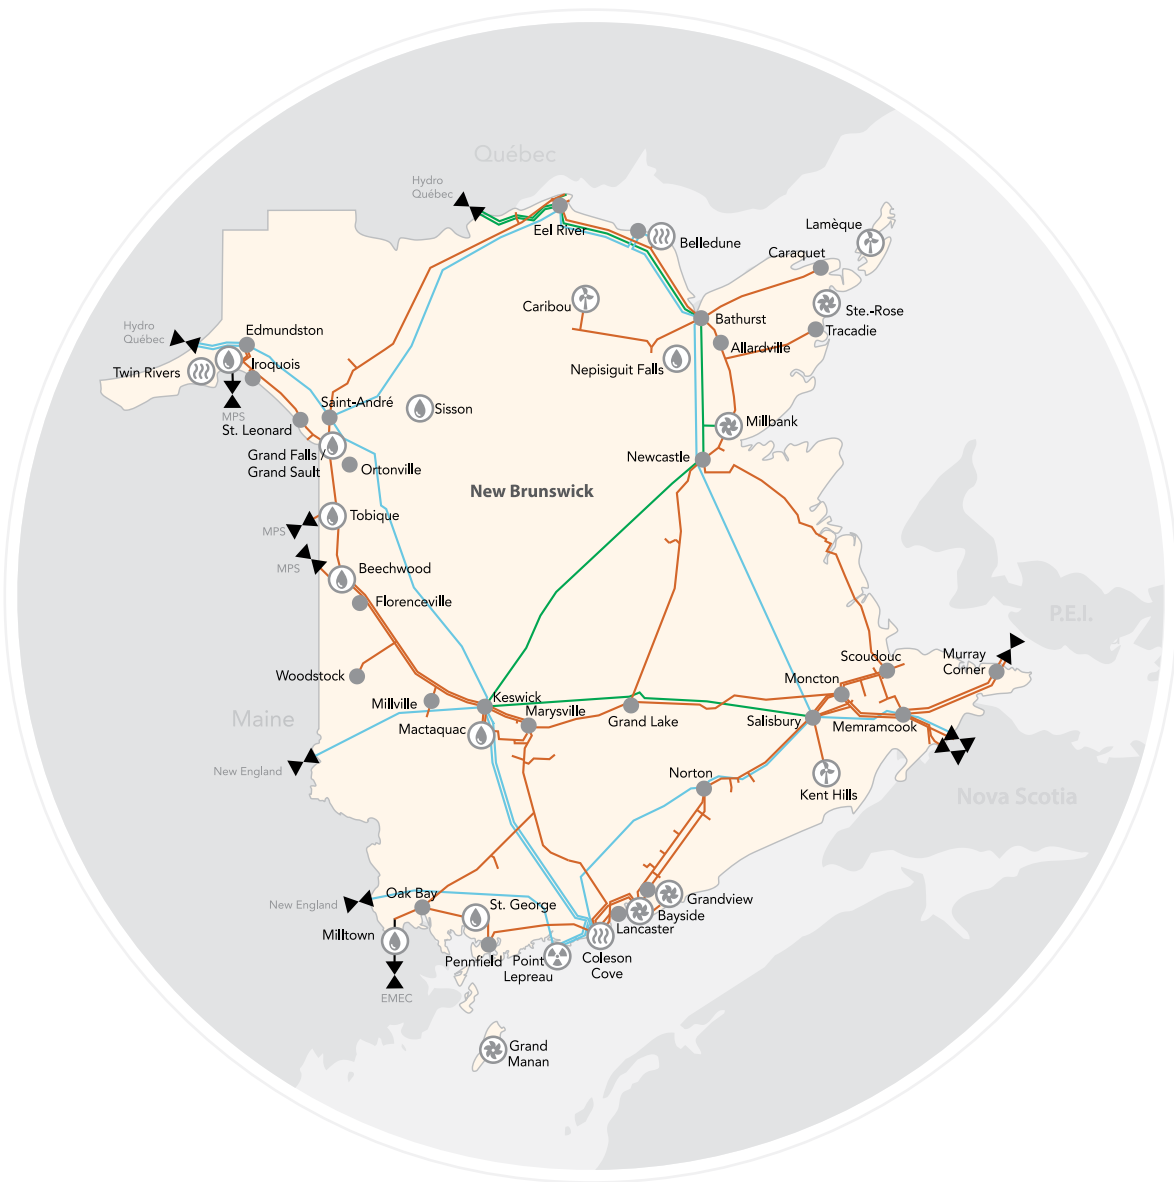 Québec
Hydro
Québec
Eel River
Belledune
Lamèque
Caraquet
Caribou
Ste.-Rose
Bathurst
Tracadie
Allardville
Nepisiguit Falls
Hydro
Québec
Edmundston
Twin Rivers
Iroquois
MPS
Saint-André
St. Leonard
Sisson
Millbank
Grand Falls /
Grand Sault
Ortonville
Newcastle
New Brunswick
Tobique
MPS
Beechwood
MPS
Florenceville
P.E.I.
Woodstock
Scoudouc
Murray
Corner
Moncton
Millville
Keswick
Marysville
Grand Lake
Maine
Mactaquac
Salisbury
Memramcook
New England
Norton
Kent Hills
Nova Scotia
New England
Oak Bay
St. George
Grandview
Bayside
Lancaster
Milltown
Pennfield
Point
Lepreau
Coleson
Cove
EMEC
Grand
Manan